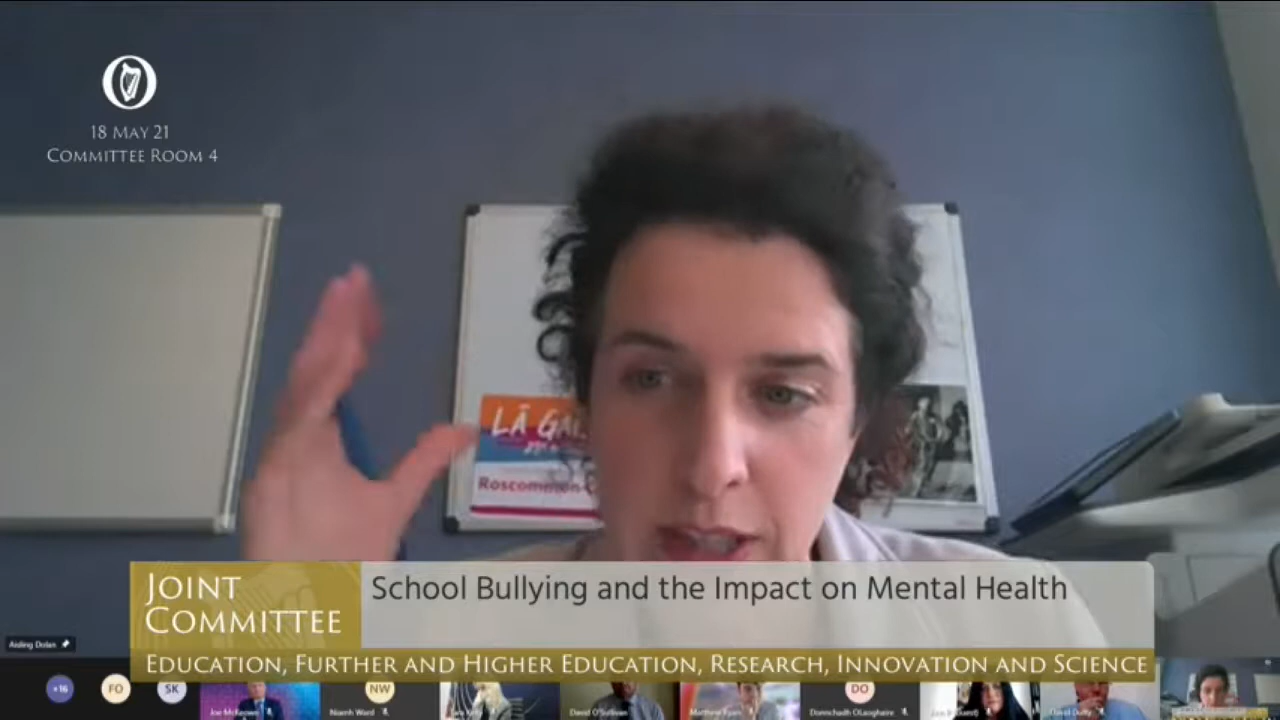 18 May 21
Committee Room 4
LÁ GA
Roscommon
Joint
Committee
School Bullying and the Impact on Mental Health
Education, Further and Higher Education, Research, Innovation and Science
Aisling Dolan
+16
FO
SK
Joe McKeown
NW
Niamh Ward
David O'Sullivan
Matthew Ryan
DO
Donnchadh OLaoghaire
David Duffy